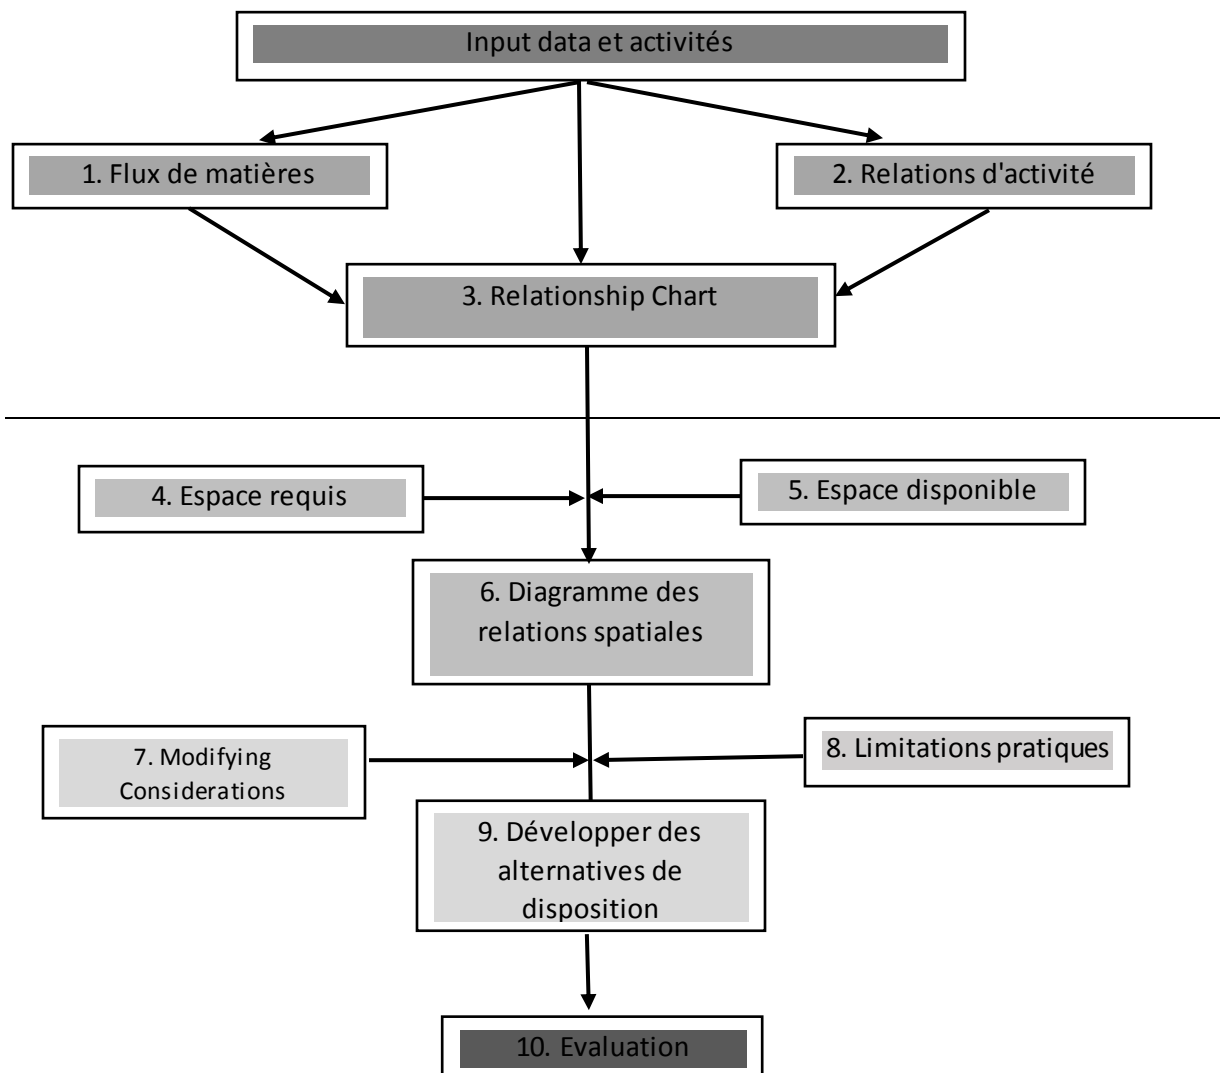 Input data et activités
1. Flux de matières
2. Relations d'activité
3. Relationship Chart
4. Espace requis
5. Espace disponible
6. Diagramme des
relations spatiales
7. Modifying
Considerations
8. Limitations pratiques
9. Développer des
alternatives de
disposition
10. Evaluation